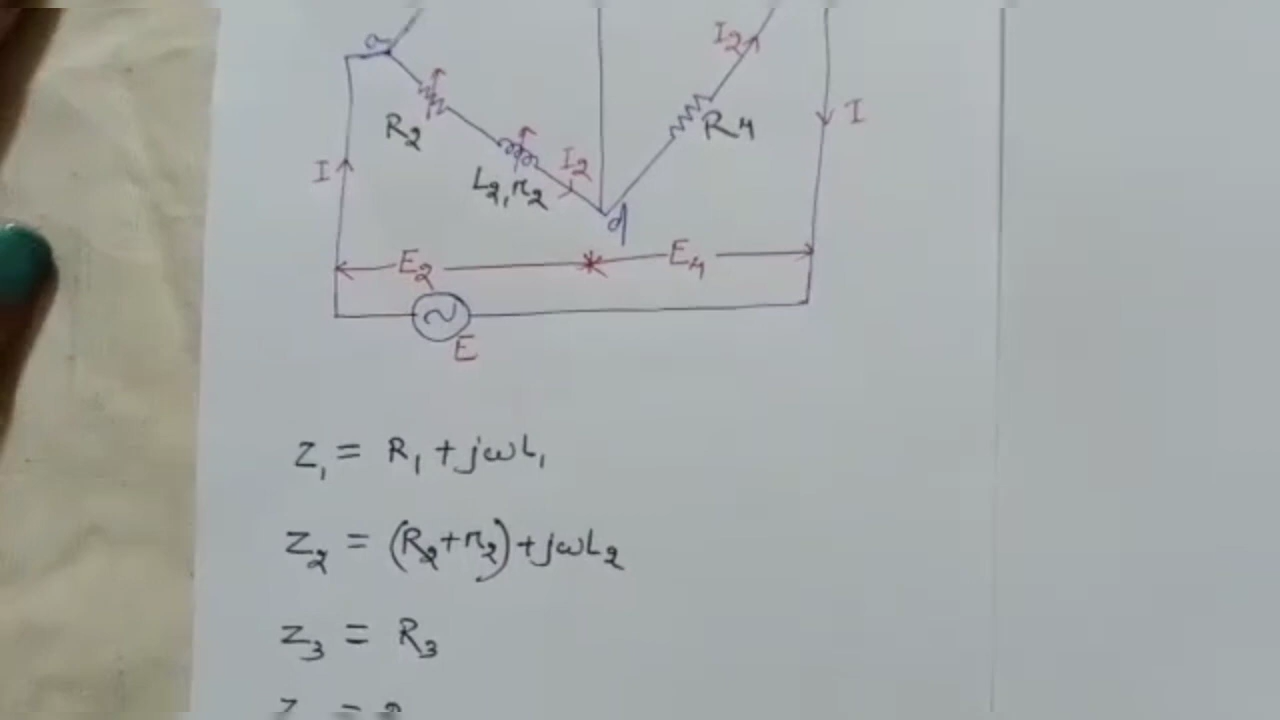 a
I2
R2
R4
I
I
I2
L2, r2
d
E2
E4
E
Z1 = R1 + jωL1
Z2 = (R2+r2) + jωL2
Z3 = R3